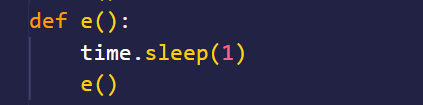 def e():
    time.sleep(1)
    e()